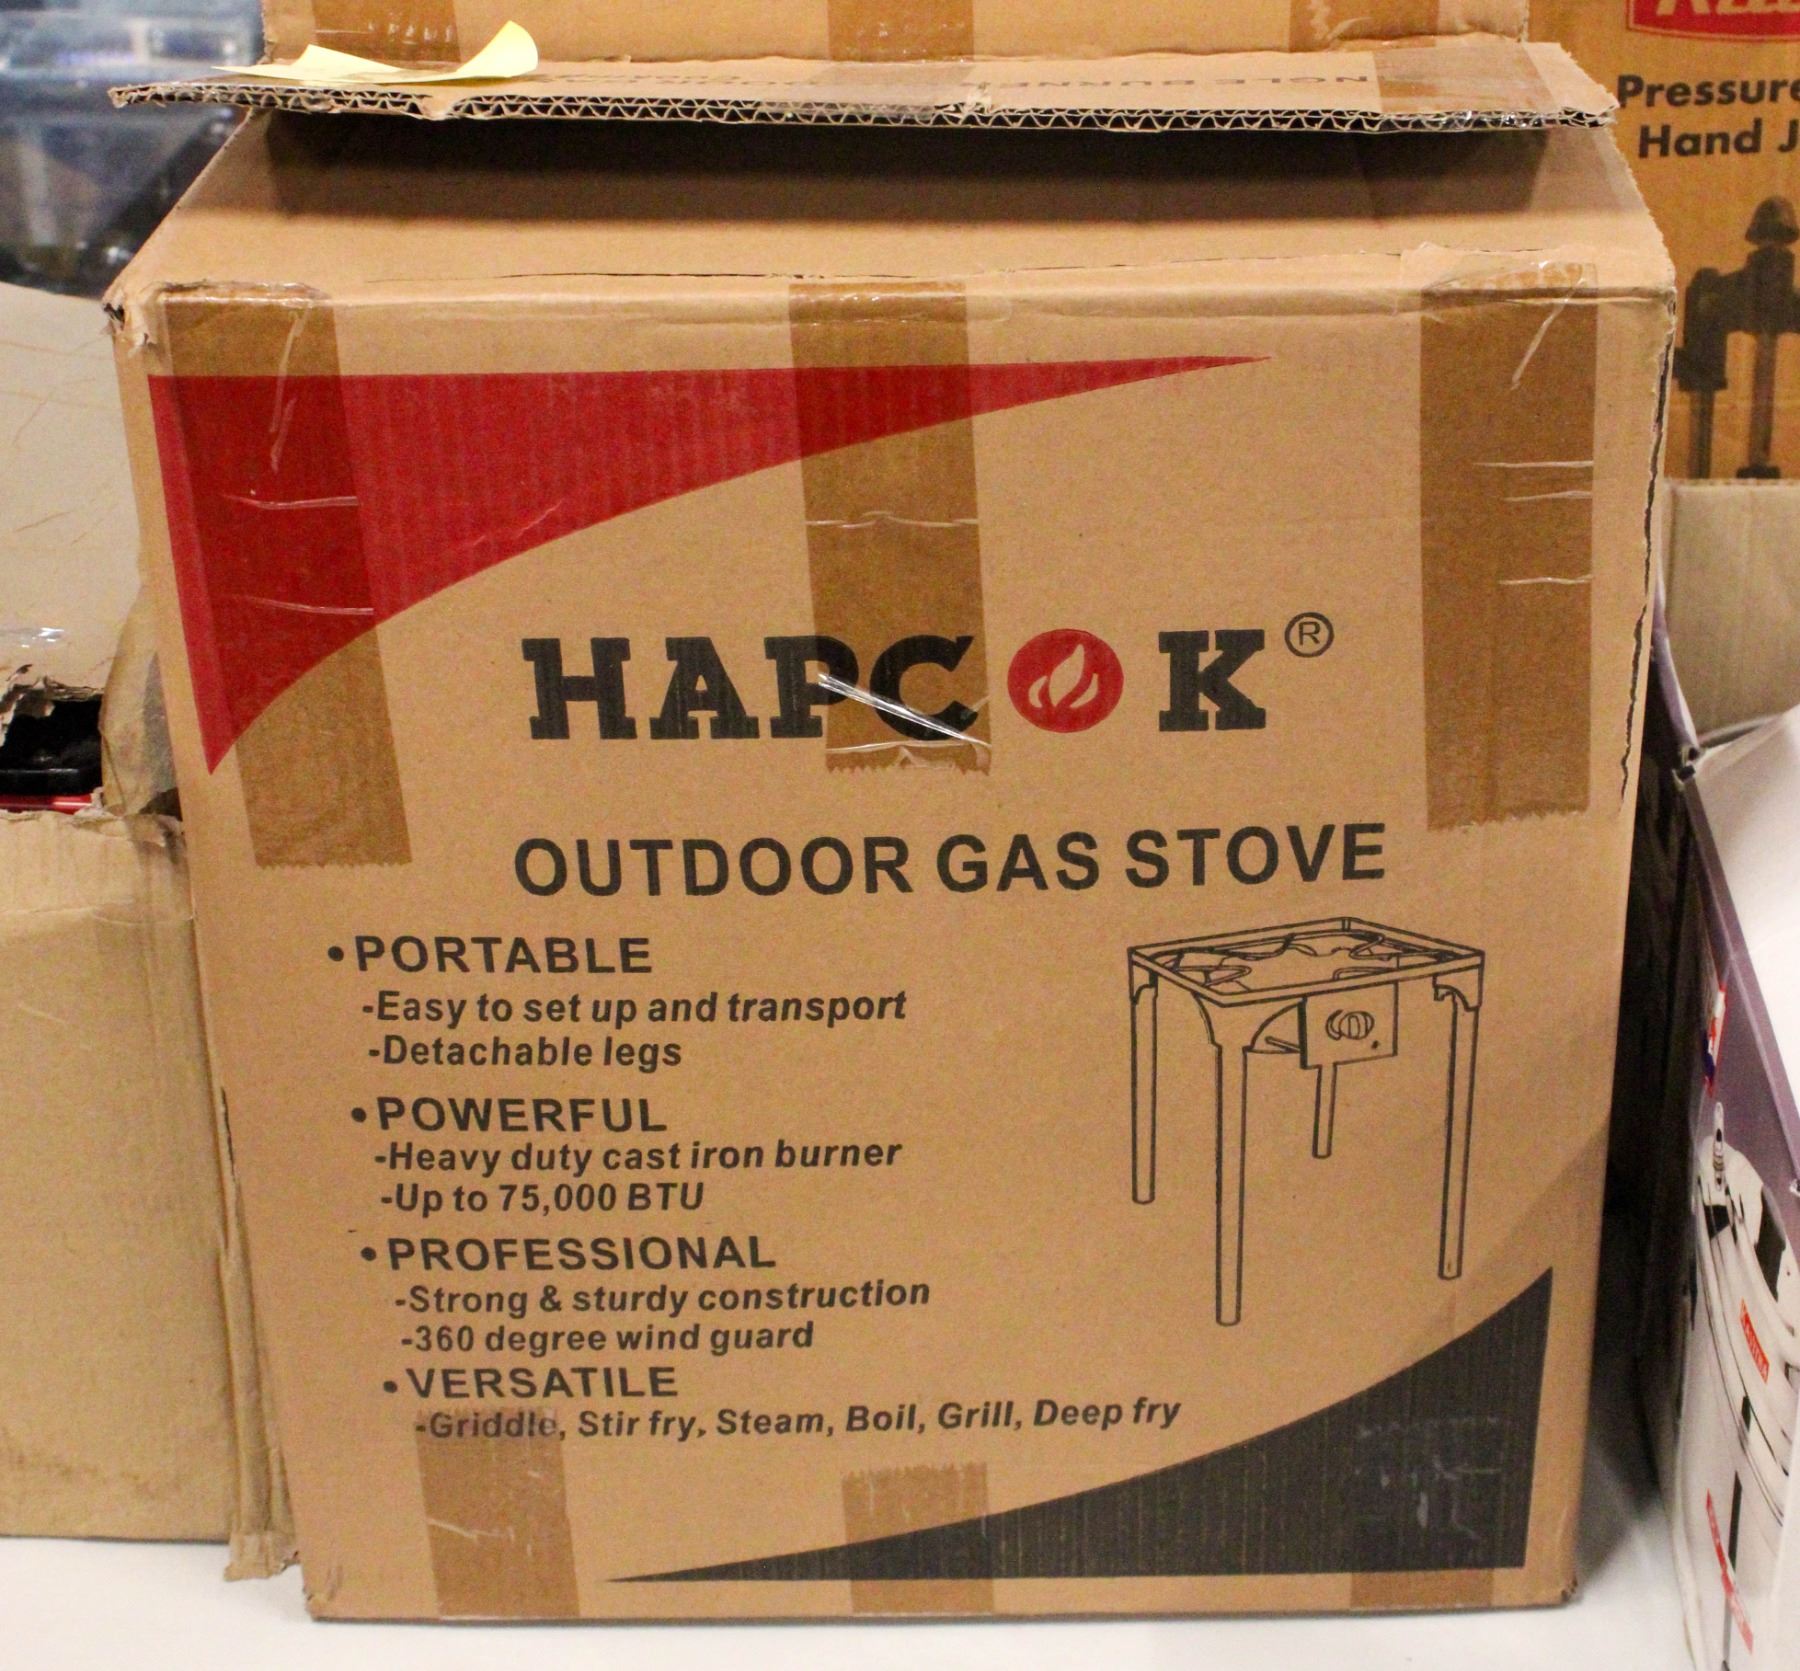 Pressure
Hand
HAPCOK®
OUTDOOR GAS STOVE
•PORTABLE
-Easy to set up and transport
-Detachable legs
•POWERFUL
-Heavy duty cast iron burner
-Up to 75,000 BTU
•PROFESSIONAL
-Strong & sturdy construction
-360 degree wind guard
•VERSATILE
-Griddle, Stir fry, Steam, Boil, Grill, Deep fry